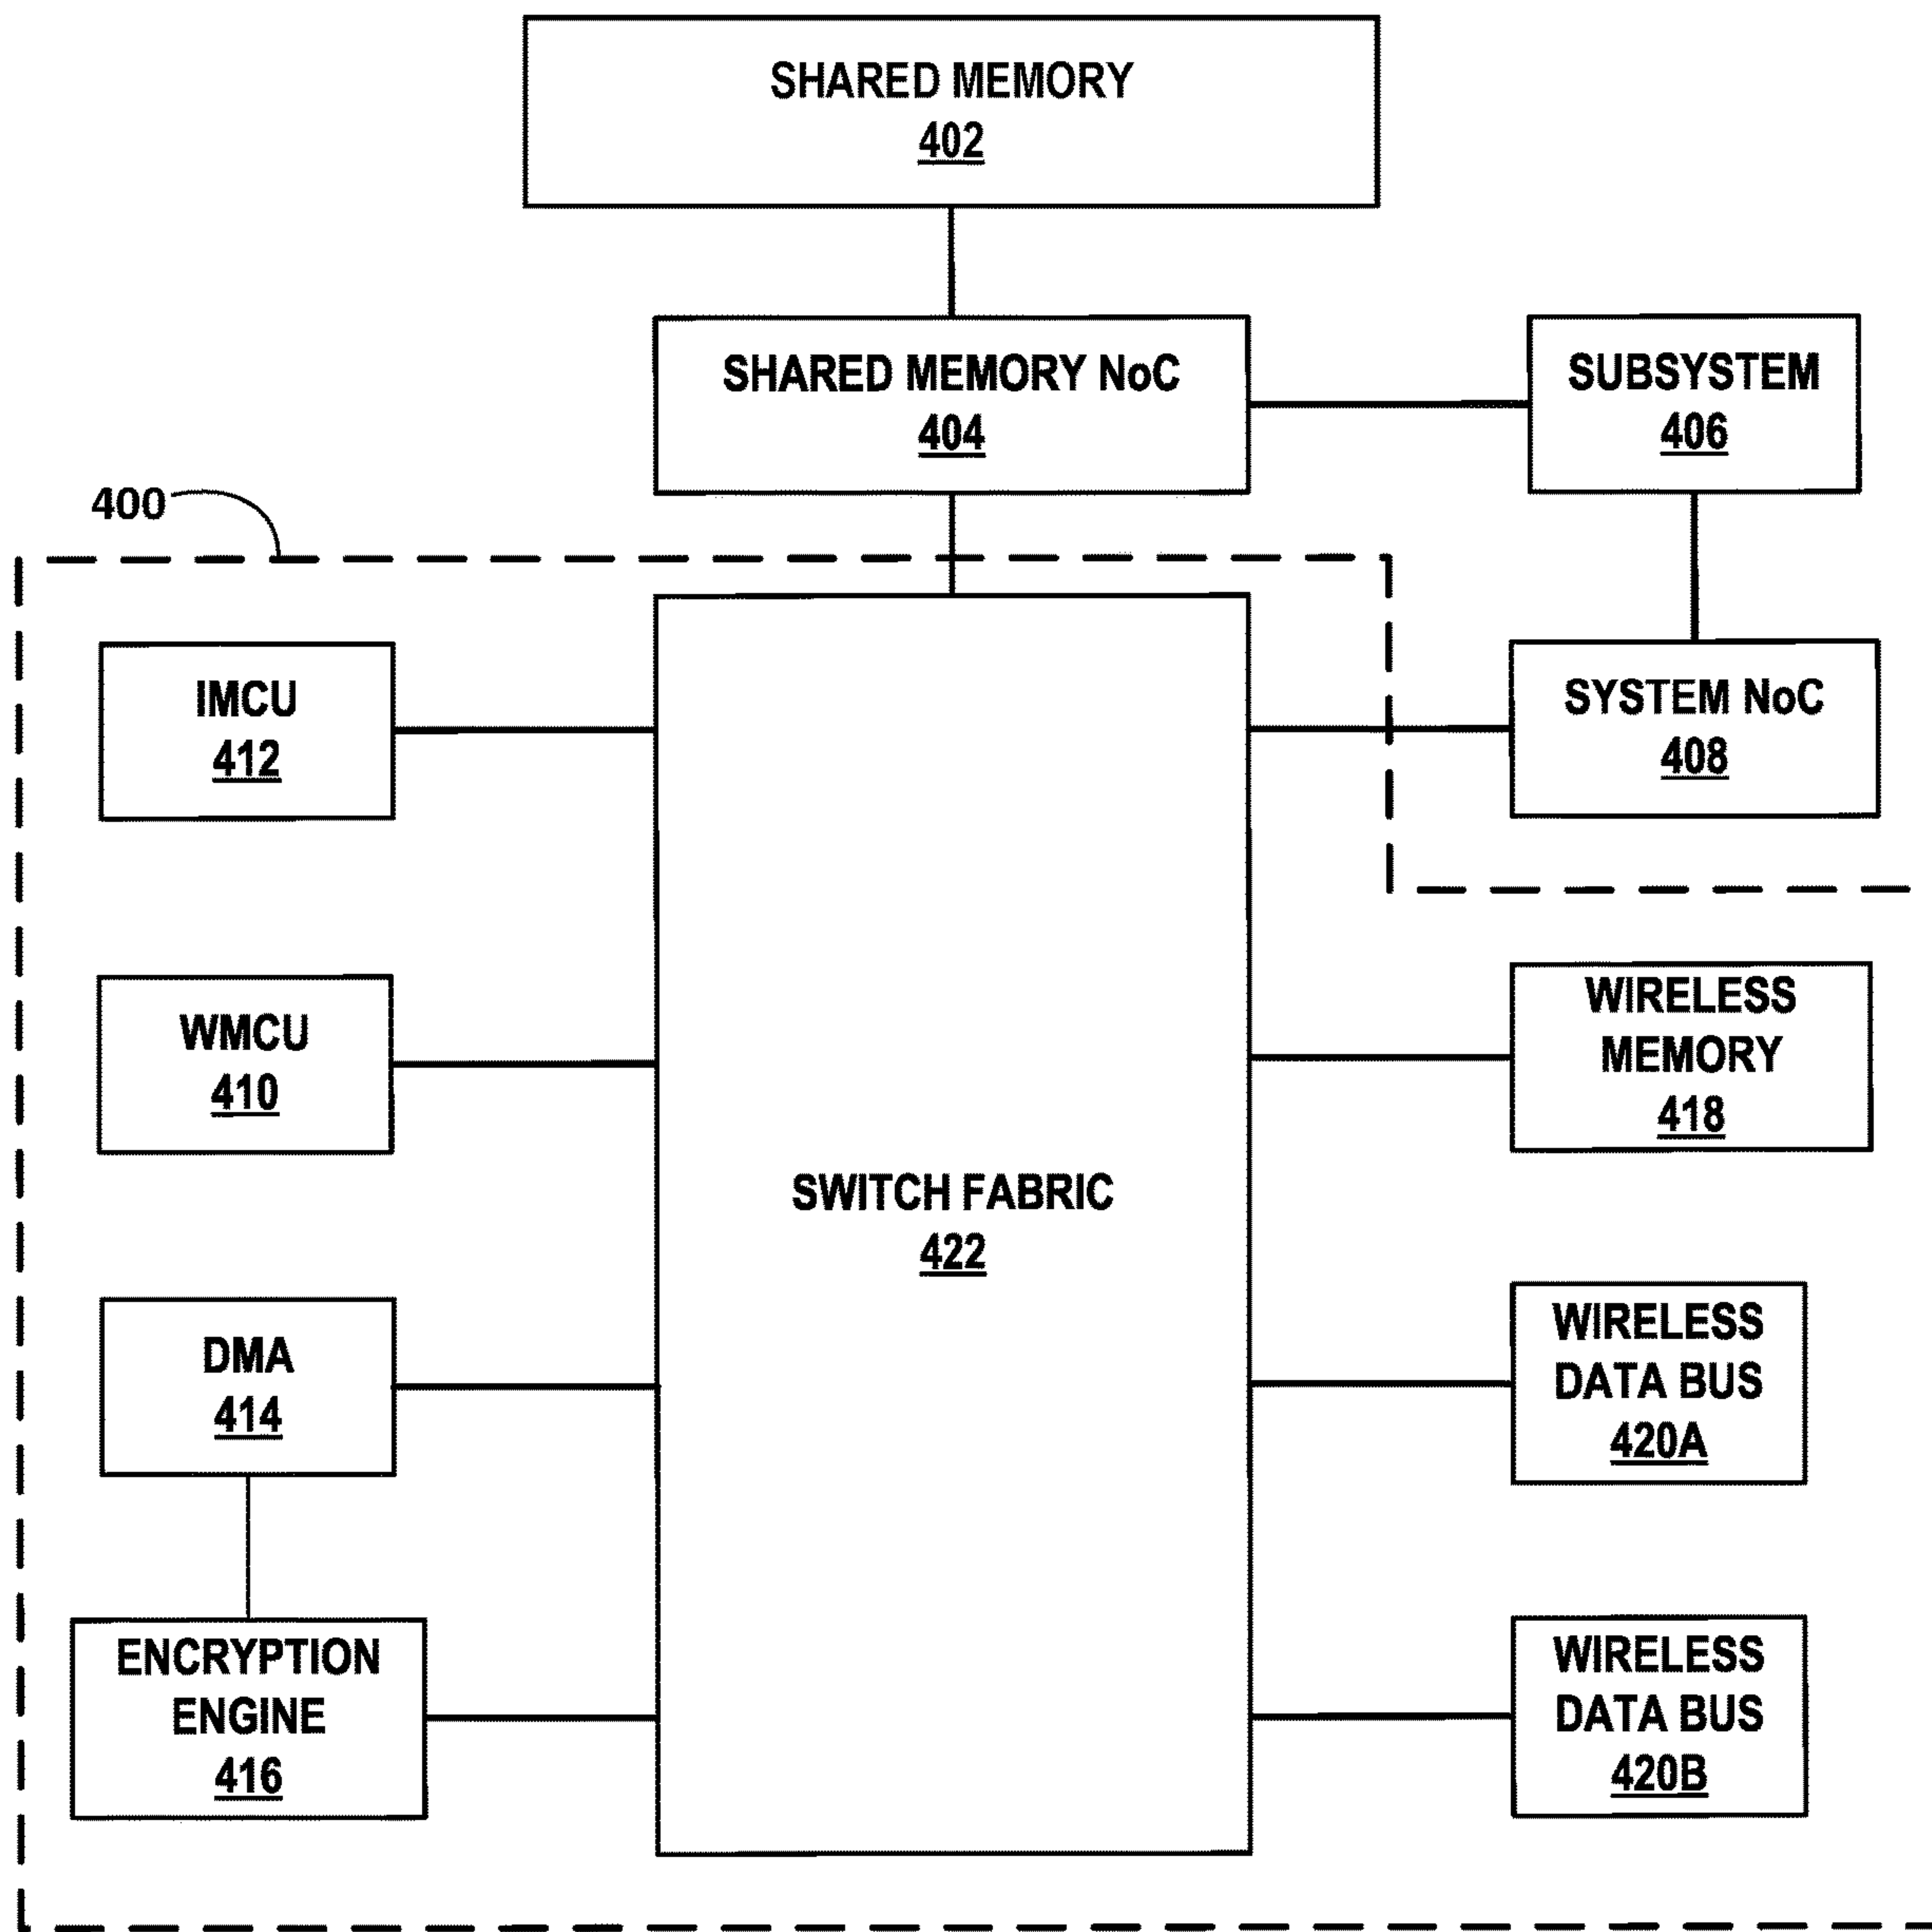 SHARED MEMORY
402
SHARED MEMORY NoC
404
SUBSYSTEM
406
400
IMCU
412
SYSTEM NoC
408
WMCU
410
WIRELESS
MEMORY
418
SWITCH FABRIC
422
DMA
414
WIRELESS
DATA BUS
420A
ENCRYPTION
ENGINE
416
WIRELESS
DATA BUS
420B